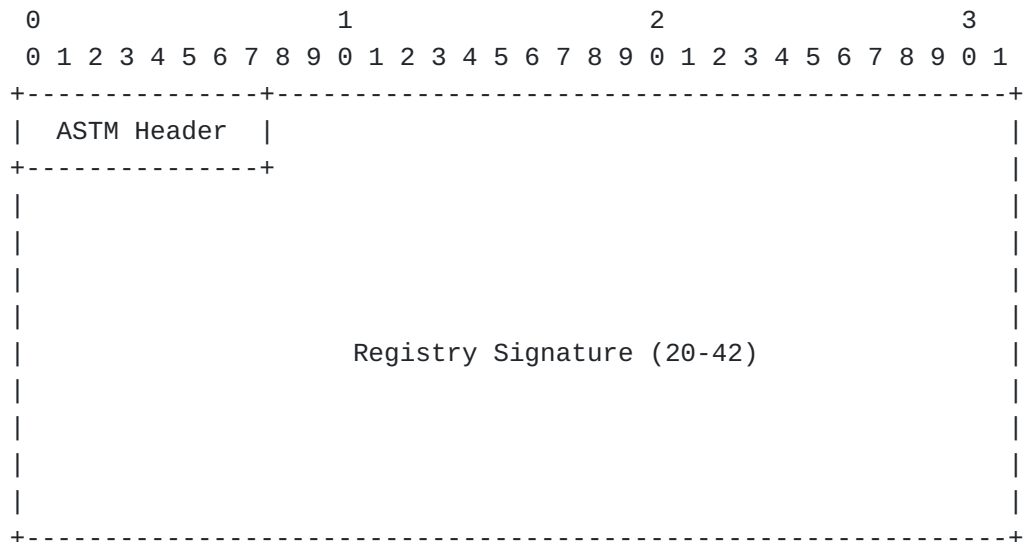 0                   1                   2                   3
 0 1 2 3 4 5 6 7 8 9 0 1 2 3 4 5 6 7 8 9 0 1 2 3 4 5 6 7 8 9 0 1
+---------------+-----------------------------------------------+
|  ASTM Header  |                                               |
+---------------+                                               |
|                                                               |
|                                                               |
|                                                               |
|                                                               |
|                     Registry Signature (20-42)                |
|                                                               |
|                                                               |
|                                                               |
|                                                               |
+---------------------------------------------------------------+